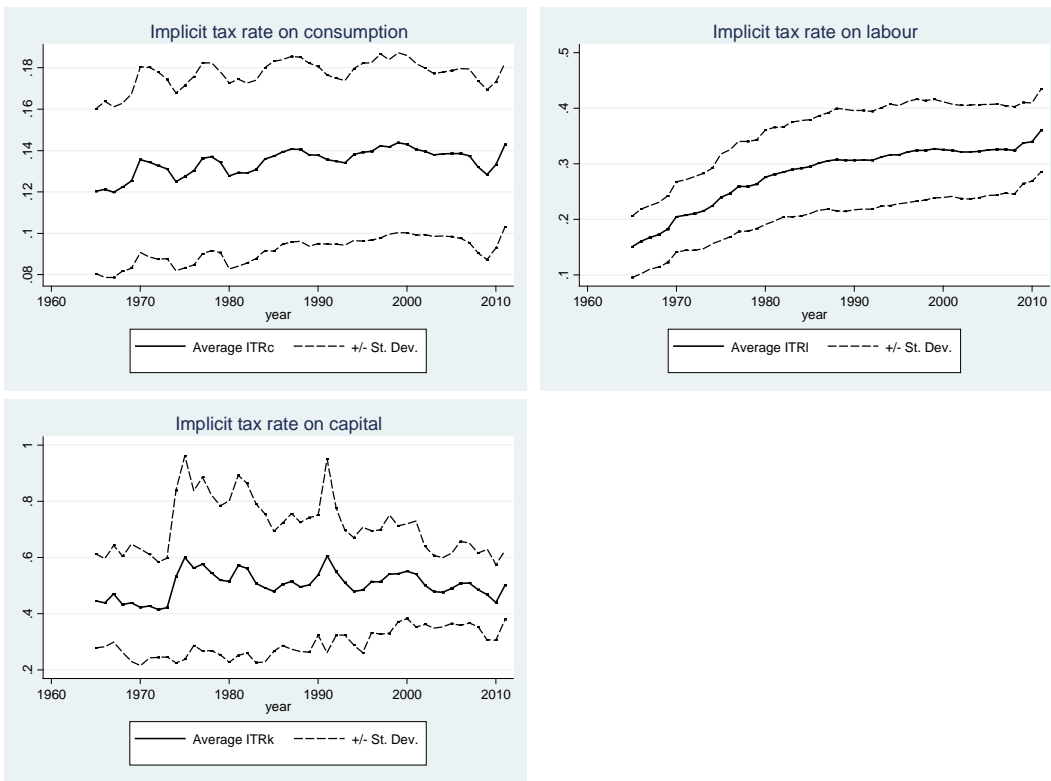 Implicit tax rate on consumption
.18
.16
.14
.12
.1
.08
1960 1970 1980 1990 2000 2010
year
Average ITRc +/- St. Dev.
Implicit tax rate on labour
.5
.4
.3
.2
.1
1960 1970 1980 1990 2000 2010
year
Average ITRl +/- St. Dev.
Implicit tax rate on capital
1
.8
.6
.4
.2
1960 1970 1980 1990 2000 2010
year
Average ITRk +/- St. Dev.